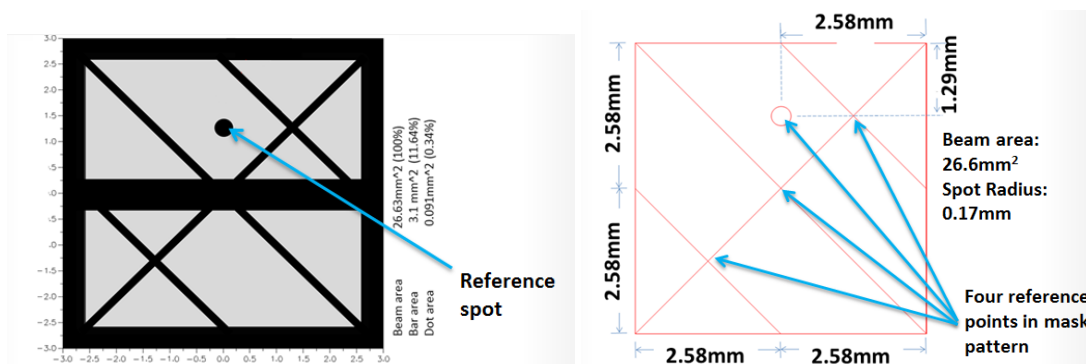 3.0
2.5
2.0
1.5
1.0
0.5
0.0
0.5
-1.0
-1.5
-2.0
-2.5
-3.0
-3.0 -2.5 -2.0 -1.5 -1.0 -0.5 0.0 0.5 1.0 1.5 2.0 2.5 3.0
Beam area 26.63mm^2 (100%)
Bar area 3.1 mm^2 (11.64%)
Dot area 0.091mm^2 (0.34%)
Reference
spot
2.58mm
1.29mm
2.58mm
2.58mm
2.58mm
2.58mm
Beam area:
26.6mm²
Spot Radius:
0.17mm
Four reference
points in mask
pattern